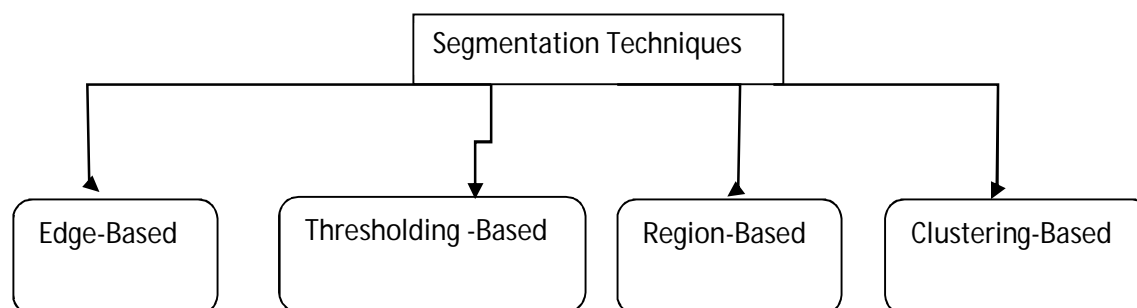 Segmentation Techniques
Edge-Based
Thresholding -Based
Region-Based
Clustering-Based